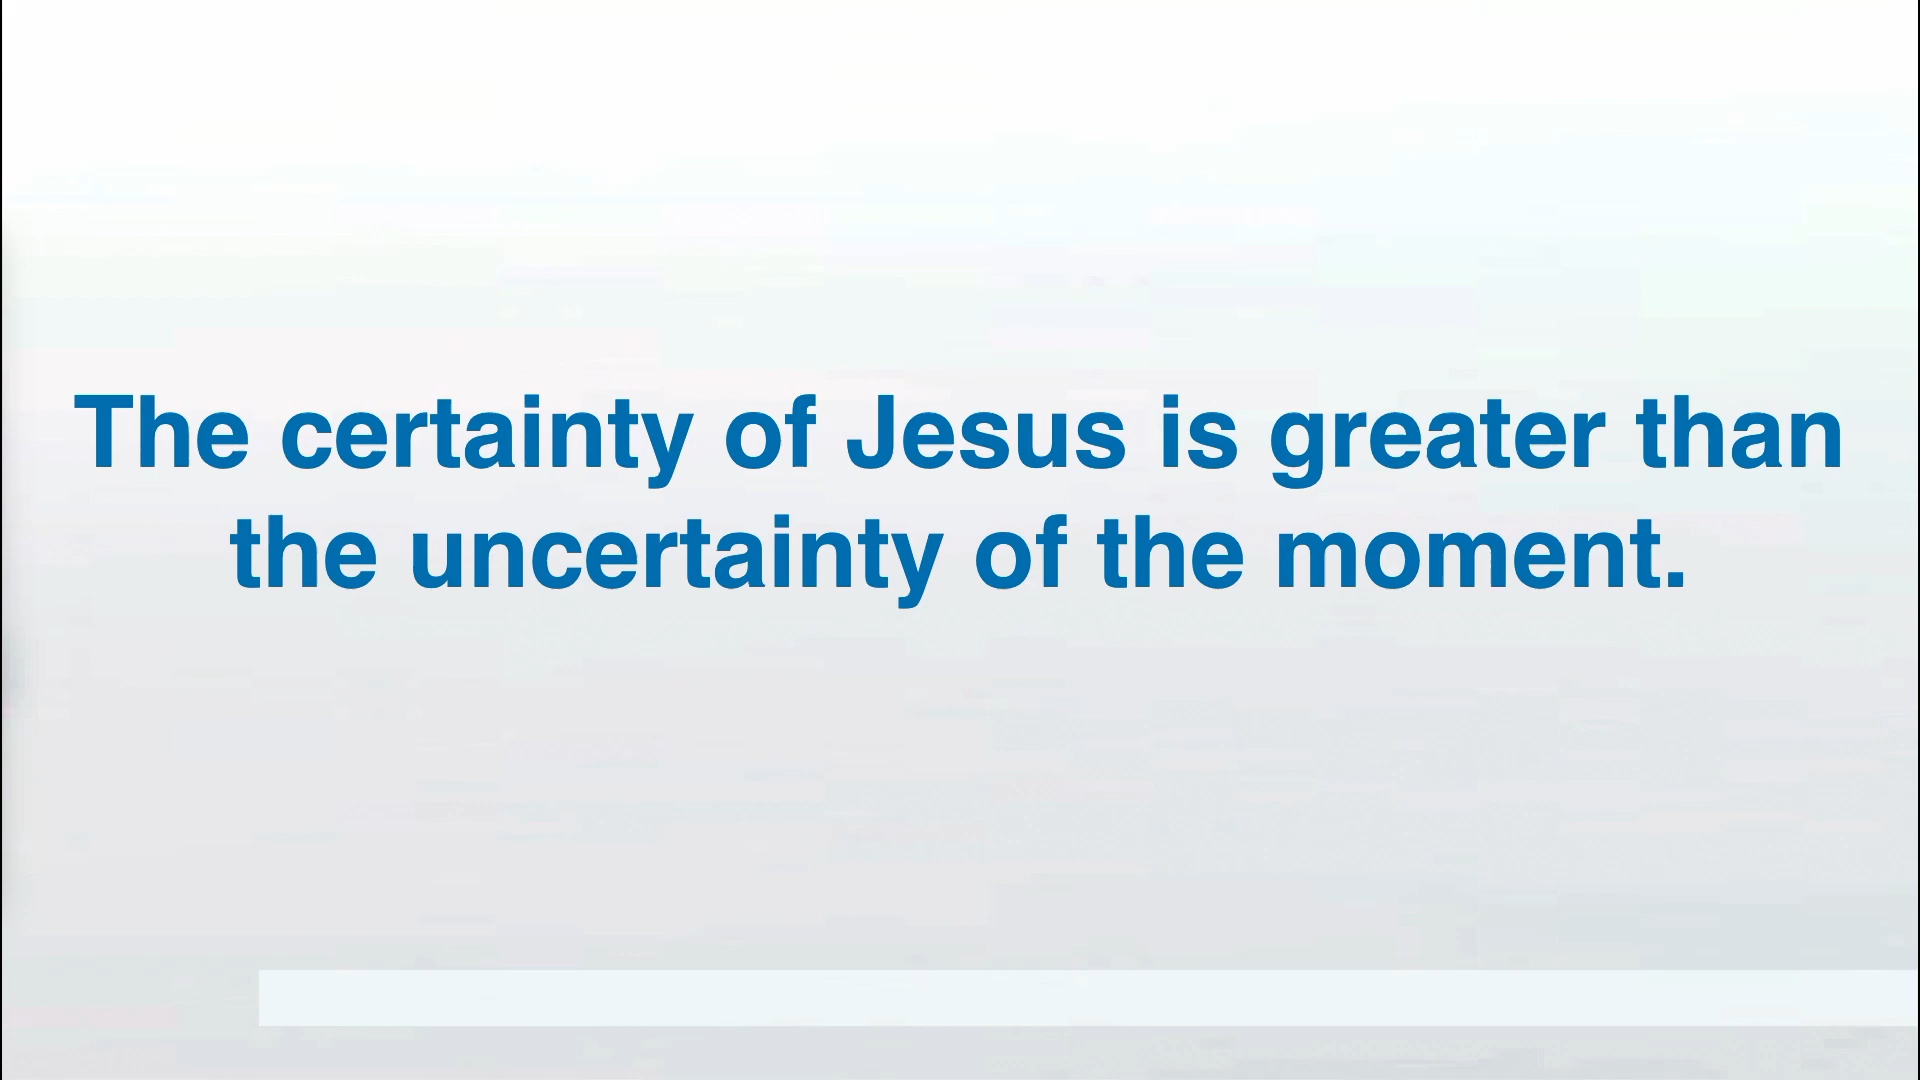 The certainty of Jesus is greater than
the uncertainty of the moment.